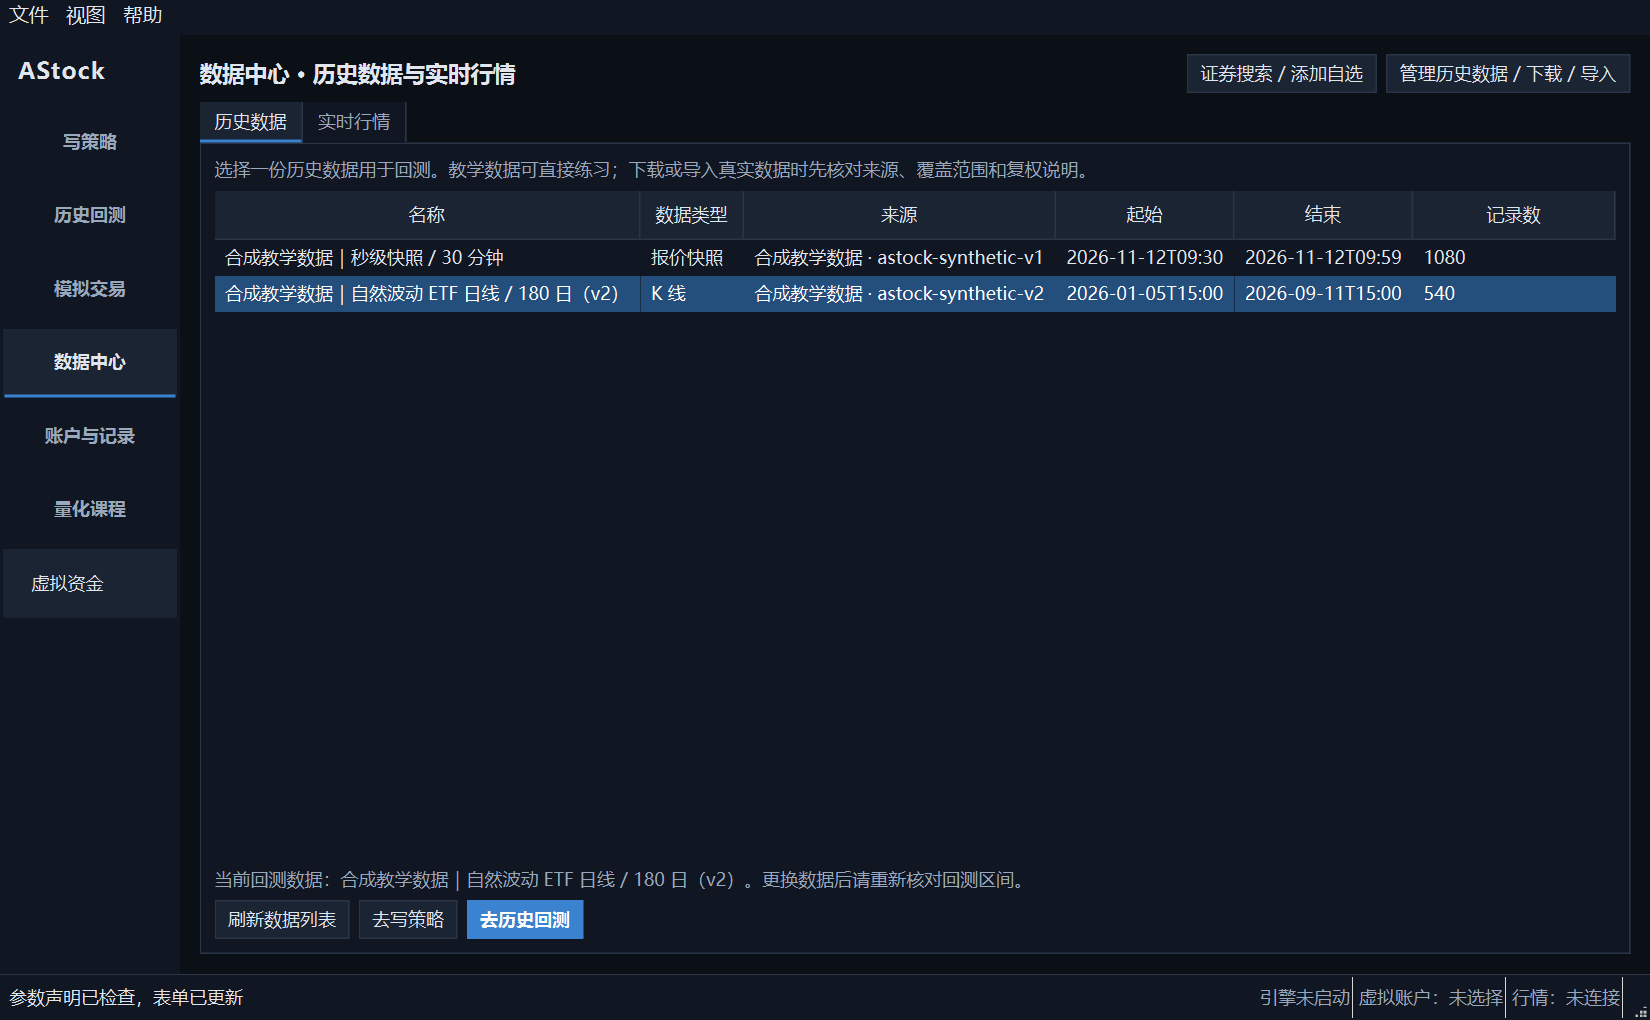 文件 视图 帮助
AStock
写策略
历史回测
模拟交易
数据中心
账户与记录
量化课程
虚拟资金
数据中心 • 历史数据与实时行情
证券搜索 / 添加自选
管理历史数据 / 下载 / 导入
历史数据 实时行情
选择一份历史数据用于回测。教学数据可直接练习；下载或导入真实数据时先核对来源、覆盖范围和复权说明。
名称 数据类型 来源 起始 结束 记录数
合成教学数据 | 秒级快照 / 30 分钟 报价快照 合成教学数据 · astock-synthetic-v1 2026-11-12T09:30 2026-11-12T09:59 1080
合成教学数据 | 自然波动 ETF 日线 / 180 日（v2） K 线 合成教学数据 · astock-synthetic-v2 2026-01-05T15:00 2026-09-11T15:00 540
当前回测数据：合成教学数据 | 自然波动 ETF 日线 / 180 日（v2）。更换数据后请重新核对回测区间。
刷新数据列表 去写策略 去历史回测
参数声明已检查，表单已更新
引擎未启动 虚拟账户：未选择 行情：未连接